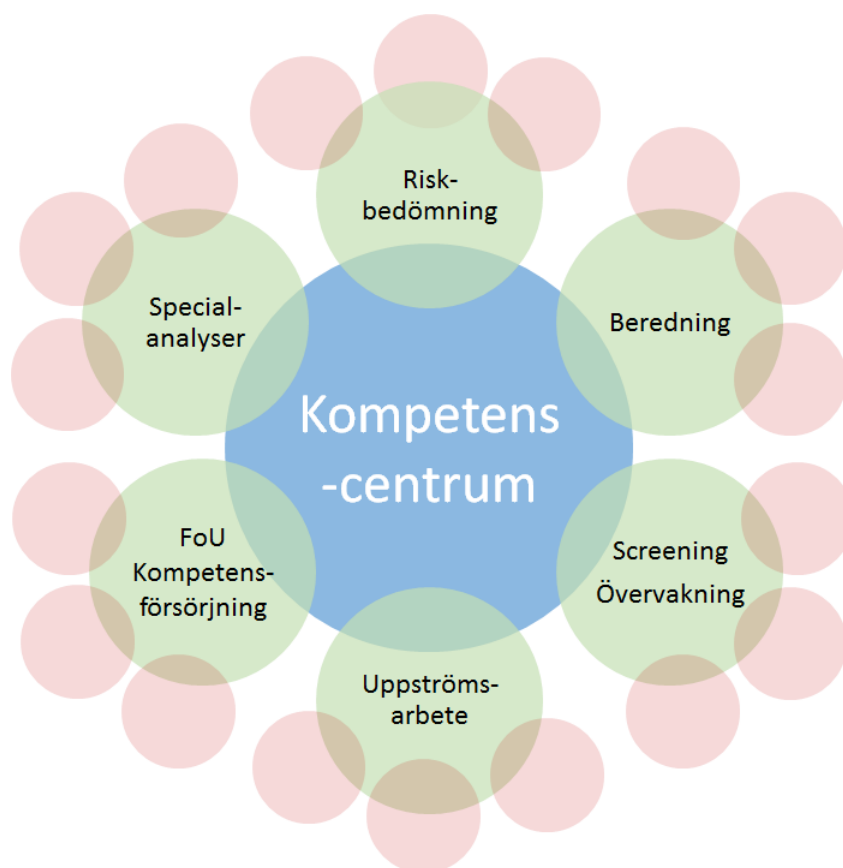 Risk-
bedömning
Special-
analyser
Beredning
Kompetens
-centrum
FoU
Kompetens-
försörjning
Screening
Övervakning
Uppströms-
arbete